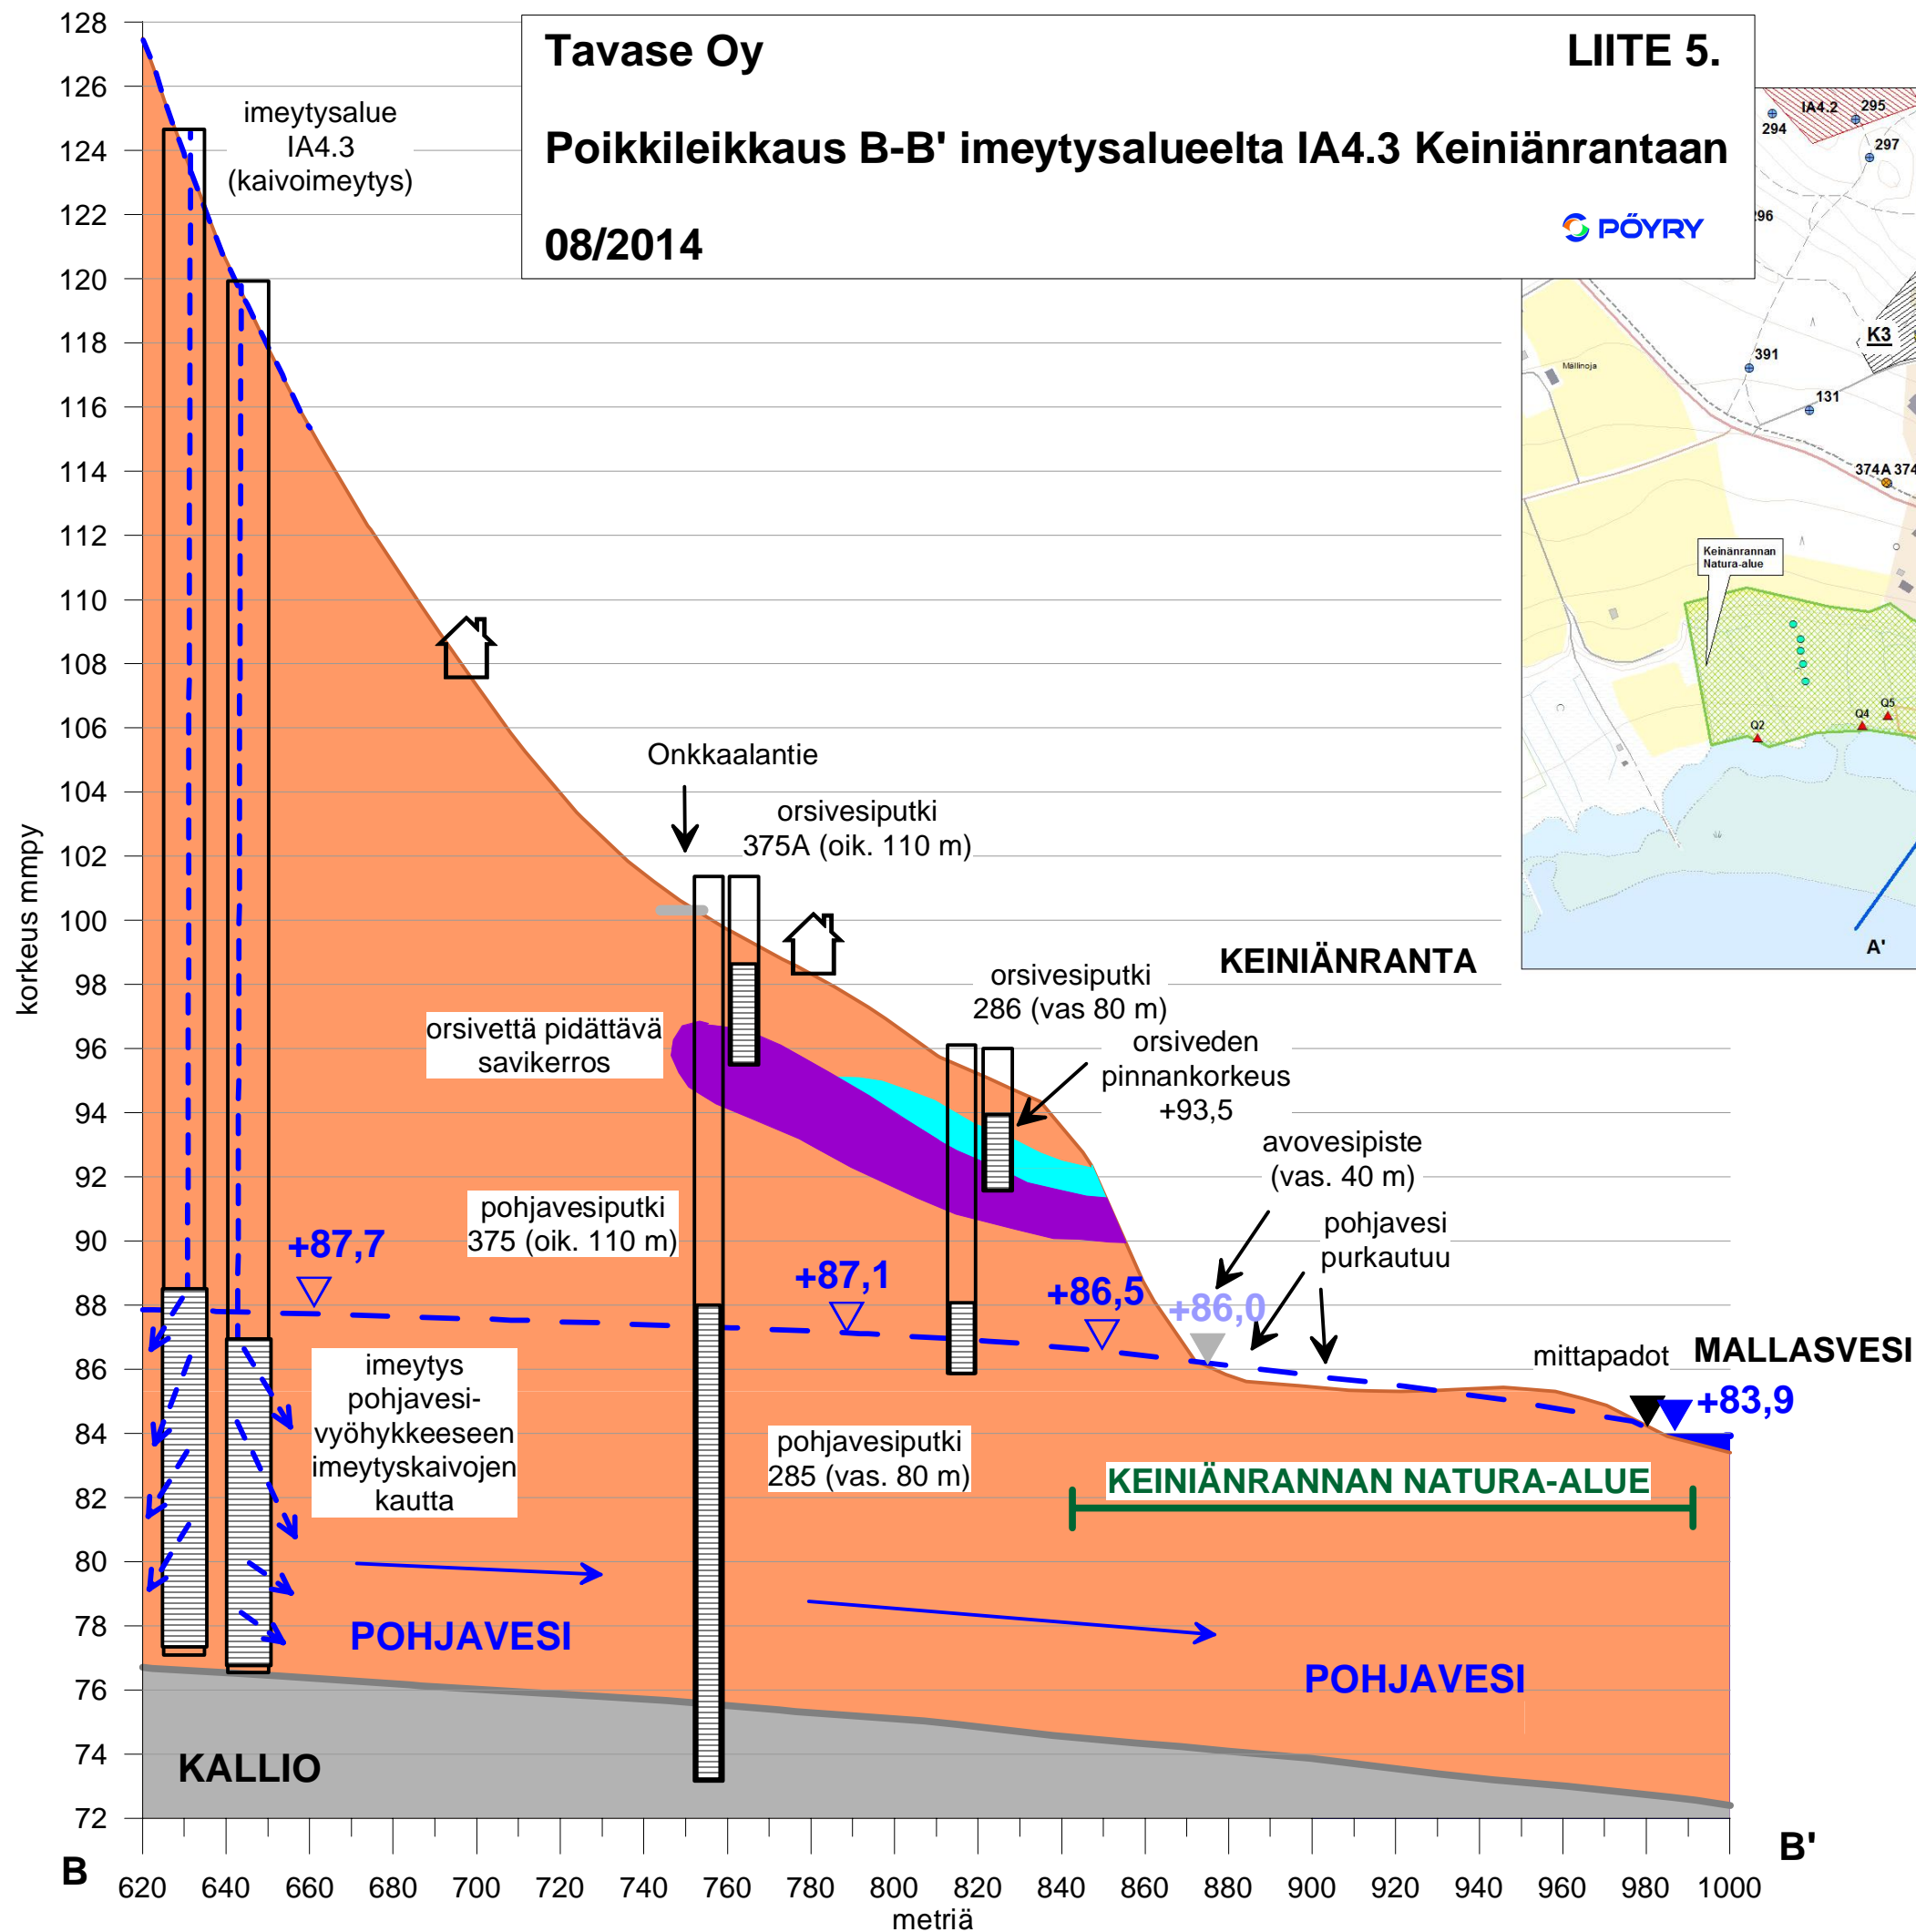 Tavase Oy
LIITE 5.
Poikkileikkaus B-B' imeytysalueelta IA4.3 Keiniänrantaan
08/2014
PÖYRY
korkeus mmpy
128
126
124
122
120
118
116
114
112
110
108
106
104
102
100
98
96
94
92
90
88
86
84
82
80
78
76
74
72
imeytysalue
IA4.3
(kaivoimeytys)
IA4.2
295
294
297
296
K3
391
131
Mällinoja
374A 374
Keinänrannan
Natura-alue
Q2
Q4
Q5
A'
Onkkaalantie
orsivesiputki
375A (oik. 110 m)
KEINIÄNRANTA
orsivesiputki
286 (vas 80 m)
orsivettä pidättävä
savikerros
orsiveden
pinnankorkeus
+93,5
avovesipiste
(vas. 40 m)
pohjavesiputki
375 (oik. 110 m)
pohjavesi
purkautuu
+87,7
+87,1
+86,5
+86,0
mittapadot
MALLASVESI
+83,9
imeytys
pohjavesi-
vyöhykkeeseen
imeytyskaivojen
kautta
pohjavesiputki
285 (vas. 80 m)
KEINIÄNRANNAN NATURA-ALUE
POHJAVESI
POHJAVESI
KALLIO
B
B'
620 640 660 680 700 720 740 760 780 800 820 840 860 880 900 920 940 960 980 1000
metriä